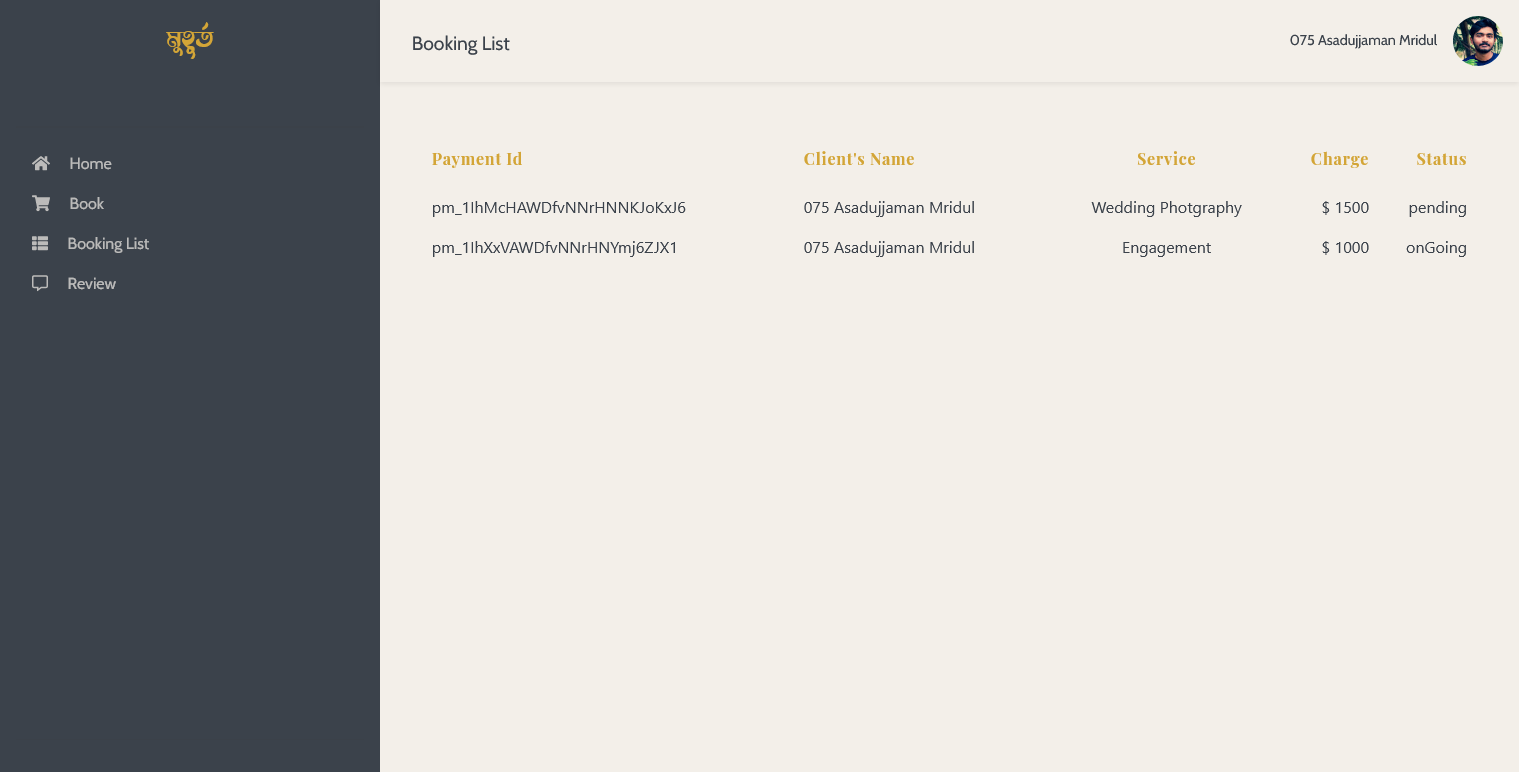 মুহূর্ত
Booking List
075 Asadujjaman Mridul
Home
Book
Booking List
Review
Payment Id Client's Name Service Charge Status
pm_1IhMcHAWDfvNNrHNNKJoKxJ6 075 Asadujjaman Mridul Wedding Photgraphy $ 1500 pending
pm_1IhXxVAWDfvNNrHNYmj6ZJX1 075 Asadujjaman Mridul Engagement $ 1000 onGoing